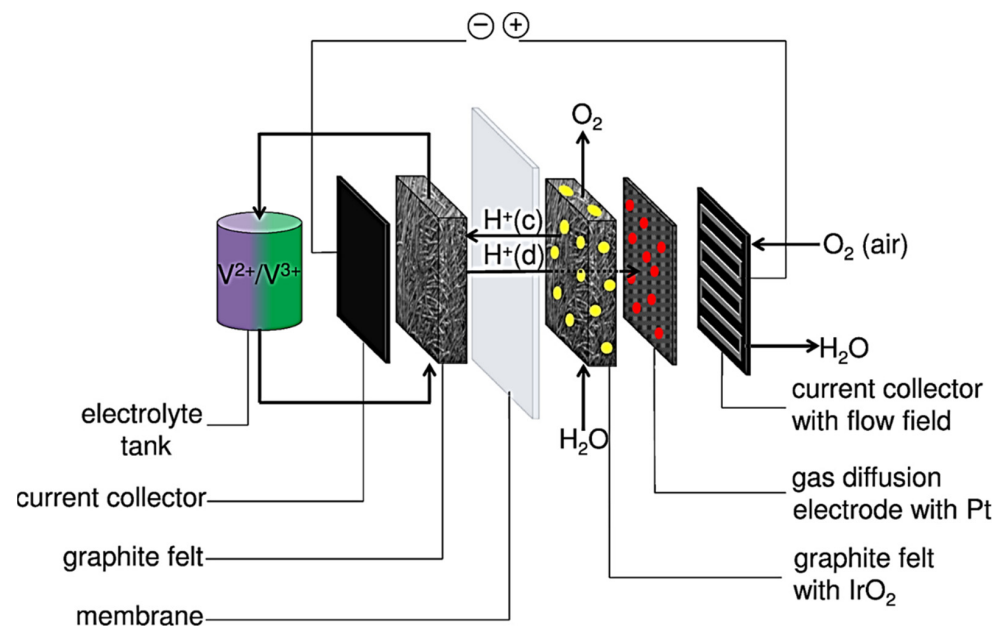 − +
O₂
H⁺(c)
H⁺(d)
V²⁺/V³⁺
O₂ (air)
H₂O
H₂O
electrolyte
tank
current collector
graphite felt
membrane
current collector
with flow field
gas diffusion
electrode with Pt
graphite felt
with IrO₂